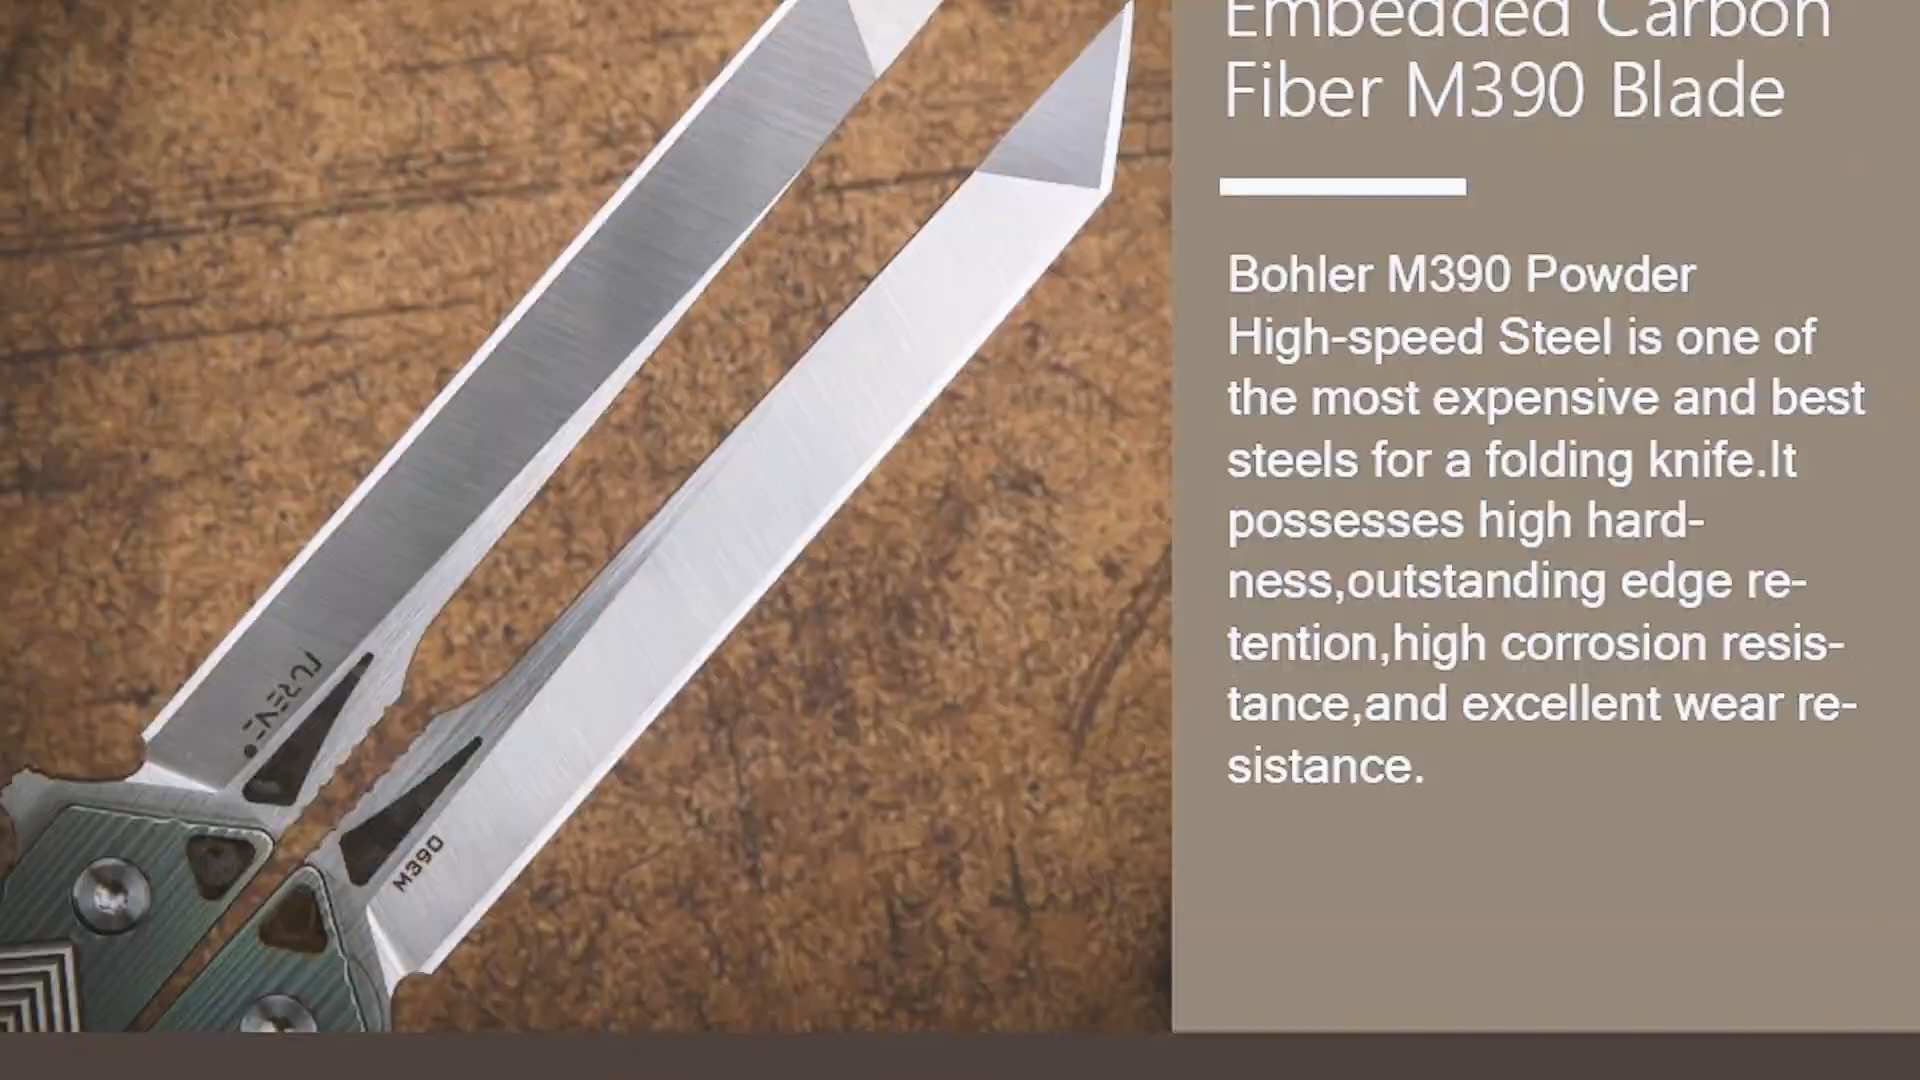 Embedded Carbon
Fiber M390 Blade
Bohler M390 Powder
High-speed Steel is one of
the most expensive and best
steels for a folding knife.It
possesses high hard-
ness,outstanding edge re-
tention,high corrosion resis-
tance,and excellent wear re-
sistance.
M390